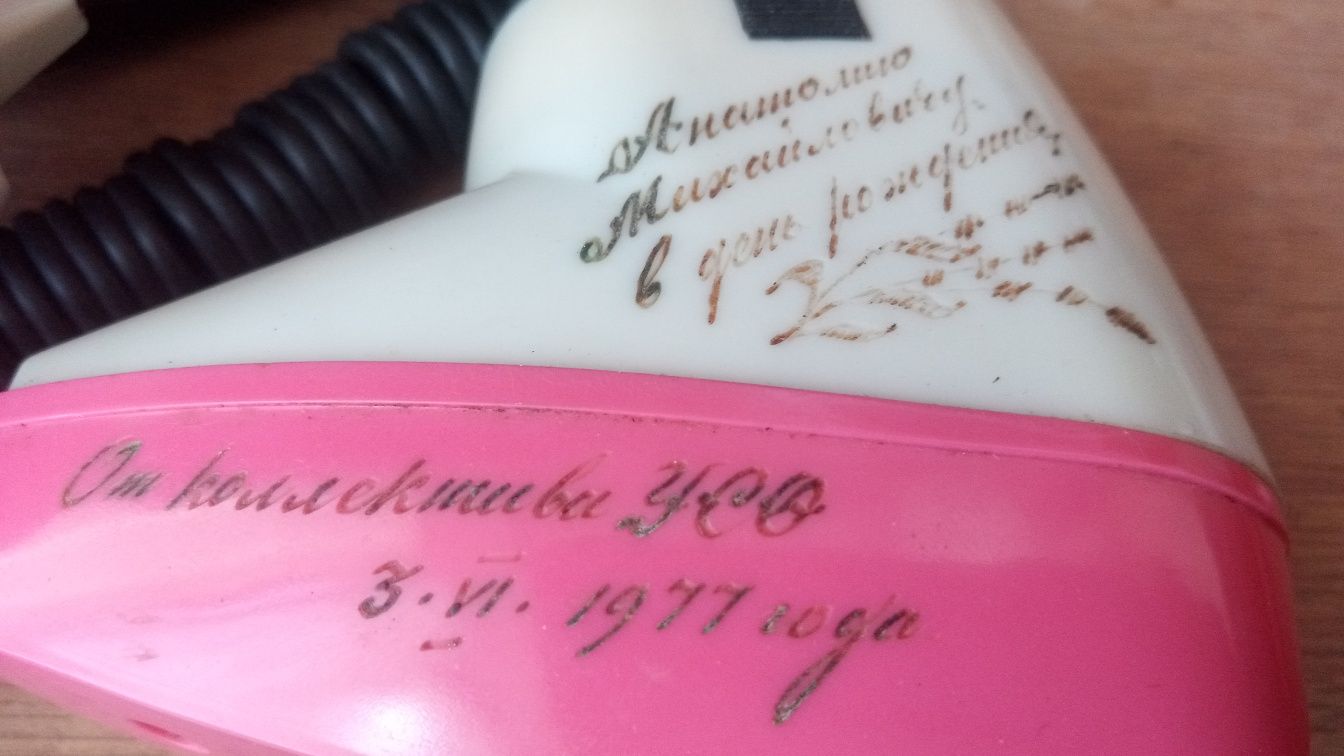 Анатолию
Михайловичу
в день рождения
От коллектива УСО
3. VI. 1977 года